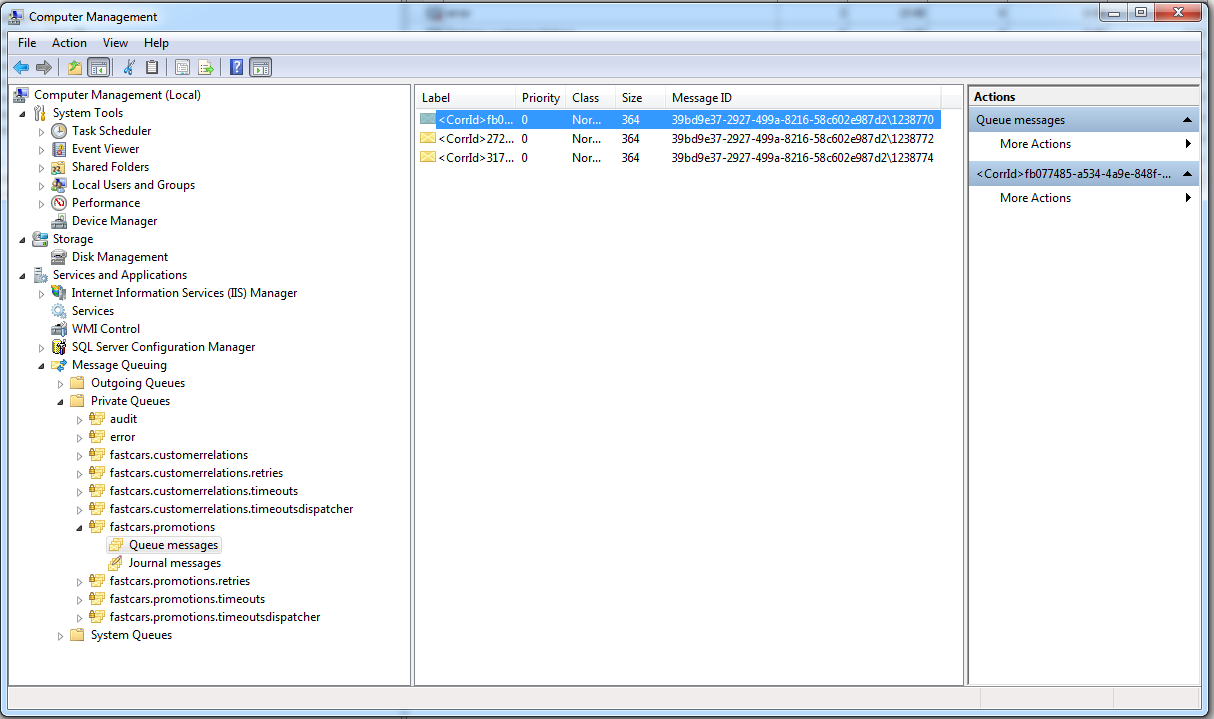 Computer Management
File Action View Help
Computer Management (Local)
System Tools
Task Scheduler
Event Viewer
Shared Folders
Local Users and Groups
Performance
Device Manager
Storage
Disk Management
Services and Applications
Internet Information Services (IIS) Manager
Services
WMI Control
SQL Server Configuration Manager
Message Queuing
Outgoing Queues
Private Queues
audit
error
fastcars.customerrelations
fastcars.customerrelations.retries
fastcars.customerrelations.timeouts
fastcars.customerrelations.timeoutsdispatcher
fastcars.promotions
Queue messages
Journal messages
fastcars.promotions.retries
fastcars.promotions.timeouts
fastcars.promotions.timeoutsdispatcher
System Queues
Label Priority Class Size Message ID
<CorrId>fb0... 0 Nor... 364 39bd9e37-2927-499a-8216-58c602e987d2\1238770
<CorrId>272... 0 Nor... 364 39bd9e37-2927-499a-8216-58c602e987d2\1238772
<CorrId>317... 0 Nor... 364 39bd9e37-2927-499a-8216-58c602e987d2\1238774
Actions
Queue messages
More Actions
<CorrId>fb077485-a534-4a9e-848f-...
More Actions